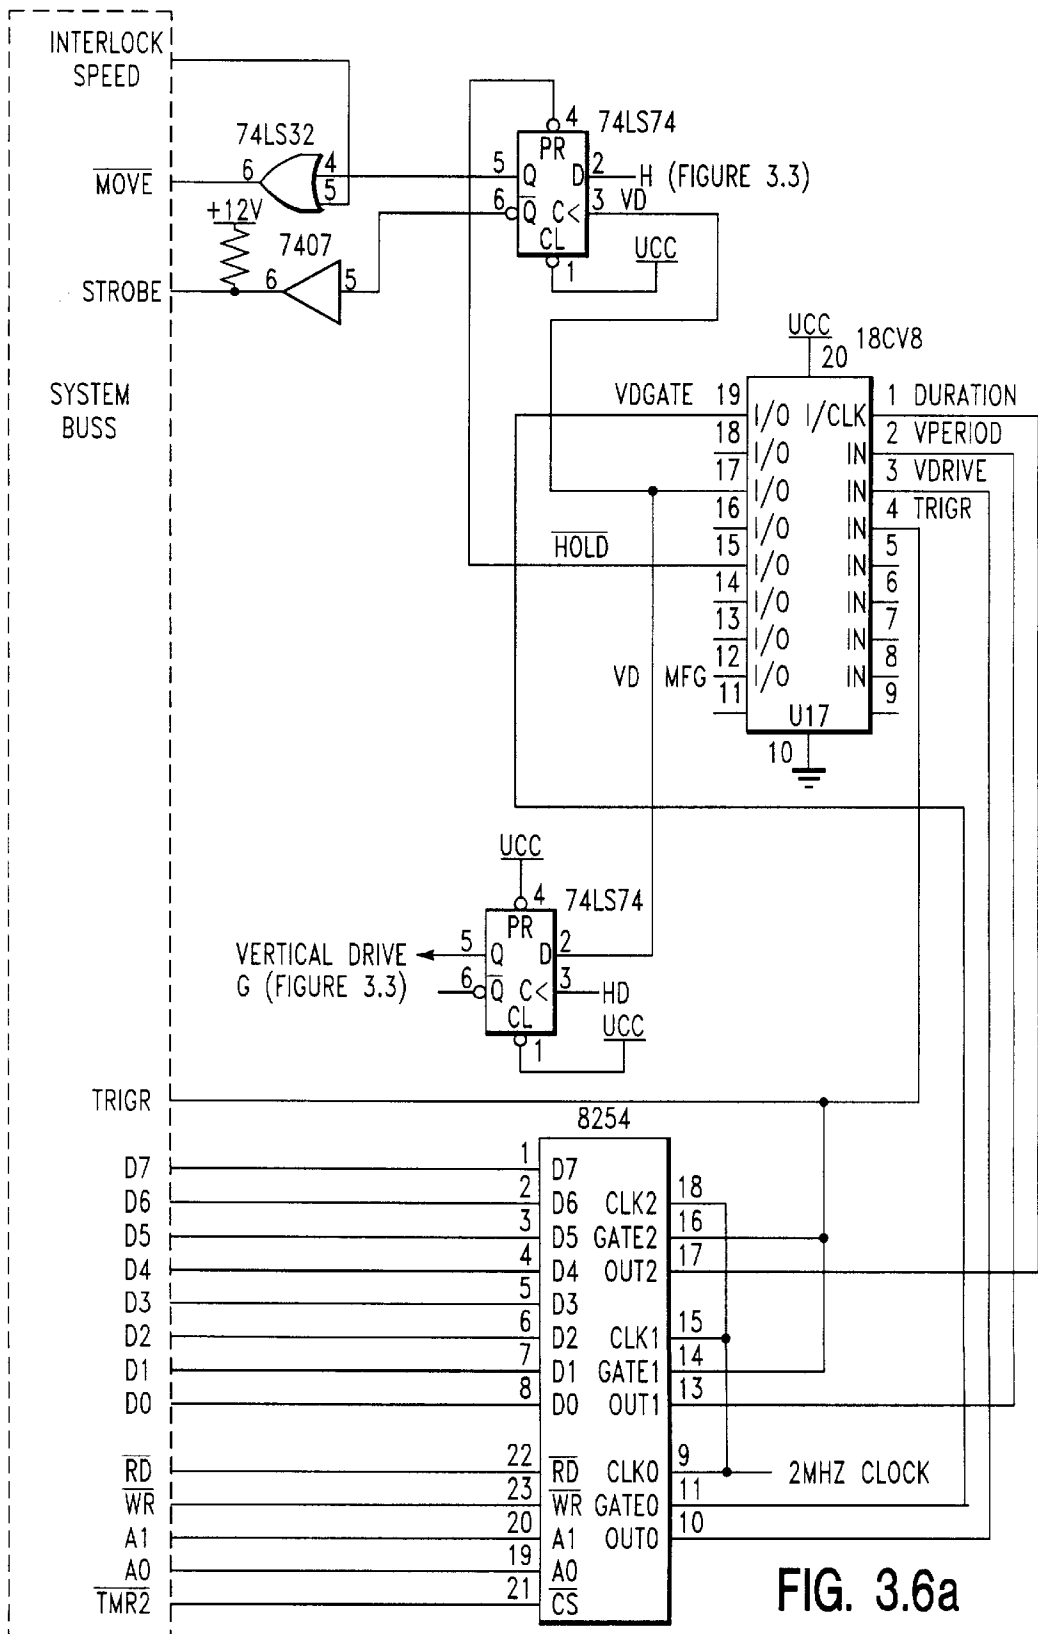 INTERLOCK
SPEED
74LS32
6
4
5
MOVE
+12V
7407
6
5
STROBE
SYSTEM
BUSS
4
74LS74
PR
5
Q
D
2
H (FIGURE 3.3)
6
Q
C<
3
VD
CL
1
UCC
UCC
20
18CV8
VDGATE
19
I/O
I/CLK
1
DURATION
18
I/O
IN
2
VPERIOD
17
I/O
IN
3
VDRIVE
16
I/O
IN
4
TRIGR
HOLD
15
I/O
IN
5
14
I/O
IN
6
13
I/O
IN
7
VD
MFG
12
I/O
IN
8
11
9
U17
10
UCC
4
74LS74
PR
VERTICAL DRIVE
G (FIGURE 3.3)
5
Q
D
2
6
Q
C<
3
HD
CL
1
UCC
TRIGR
8254
D7
1
D7
D6
2
D6
CLK2
18
D5
3
D5
GATE2
16
D4
4
D4
OUT2
17
D3
5
D3
D2
6
D2
CLK1
15
D1
7
D1
GATE1
14
D0
8
D0
OUT1
13
RD
22
RD
CLK0
9
2MHZ CLOCK
WR
23
WR
GATE0
11
A1
20
A1
OUT0
10
A0
19
A0
TMR2
21
CS
FIG. 3.6a